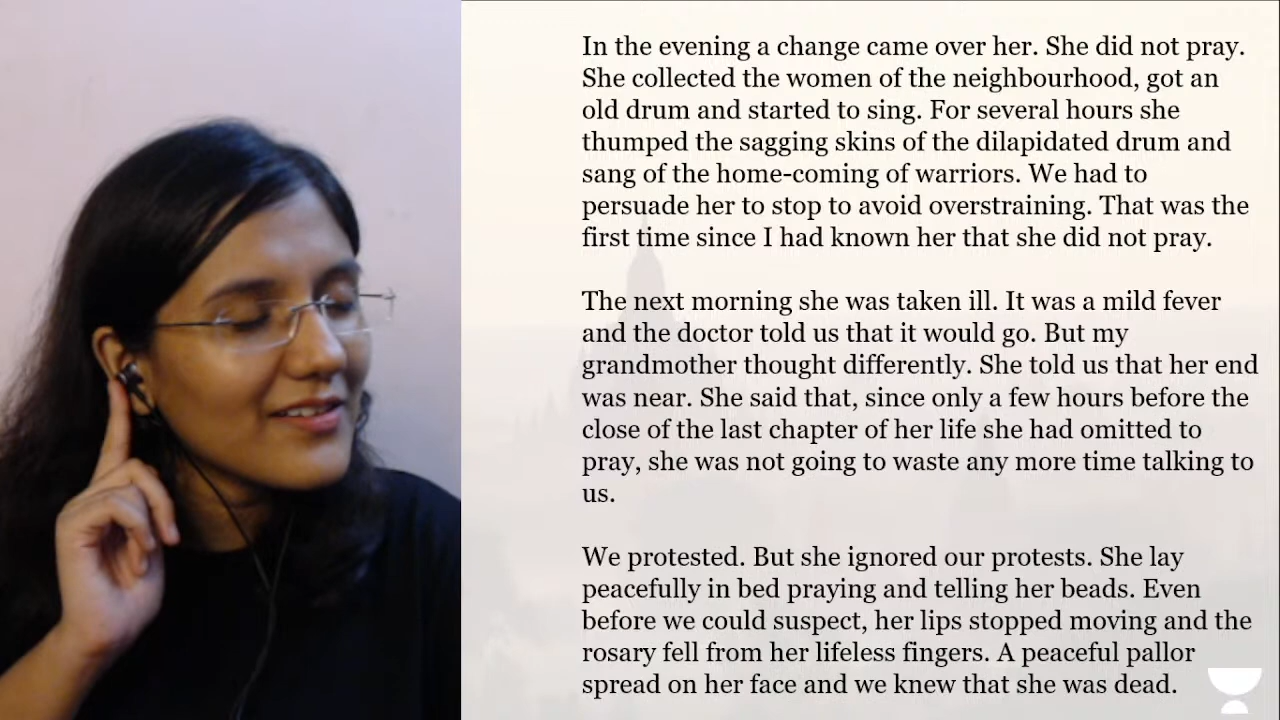 In the evening a change came over her. She did not pray.
She collected the women of the neighbourhood, got an
old drum and started to sing. For several hours she
thumped the sagging skins of the dilapidated drum and
sang of the home-coming of warriors. We had to
persuade her to stop to avoid overstraining. That was the
first time since I had known her that she did not pray.
The next morning she was taken ill. It was a mild fever
and the doctor told us that it would go. But my
grandmother thought differently. She told us that her end
was near. She said that, since only a few hours before the
close of the last chapter of her life she had omitted to
pray, she was not going to waste any more time talking to
us.
We protested. But she ignored our protests. She lay
peacefully in bed praying and telling her beads. Even
before we could suspect, her lips stopped moving and the
rosary fell from her lifeless fingers. A peaceful pallor
spread on her face and we knew that she was dead.